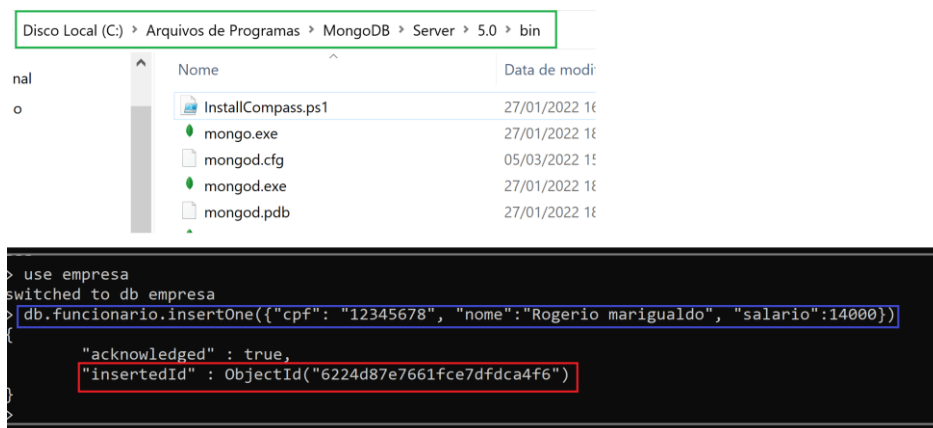 Disco Local (C:) > Arquivos de Programas > MongoDB > Server > 5.0 > bin
nal
Nome
Data de modi
o
InstallCompass.ps1
27/01/2022 16
mongo.exe
27/01/2022 18
mongod.cfg
05/03/2022 15
mongod.exe
27/01/2022 18
mongod.pdb
27/01/2022 18
> use empresa
switched to db empresa
> db.funcionario.insertOne({"cpf": "12345678", "nome":"Rogerio marigualdo", "salario":14000})
{
"acknowledged" : true,
"insertedId" : ObjectId("6224d87e7661fce7dfdca4f6")
}
>